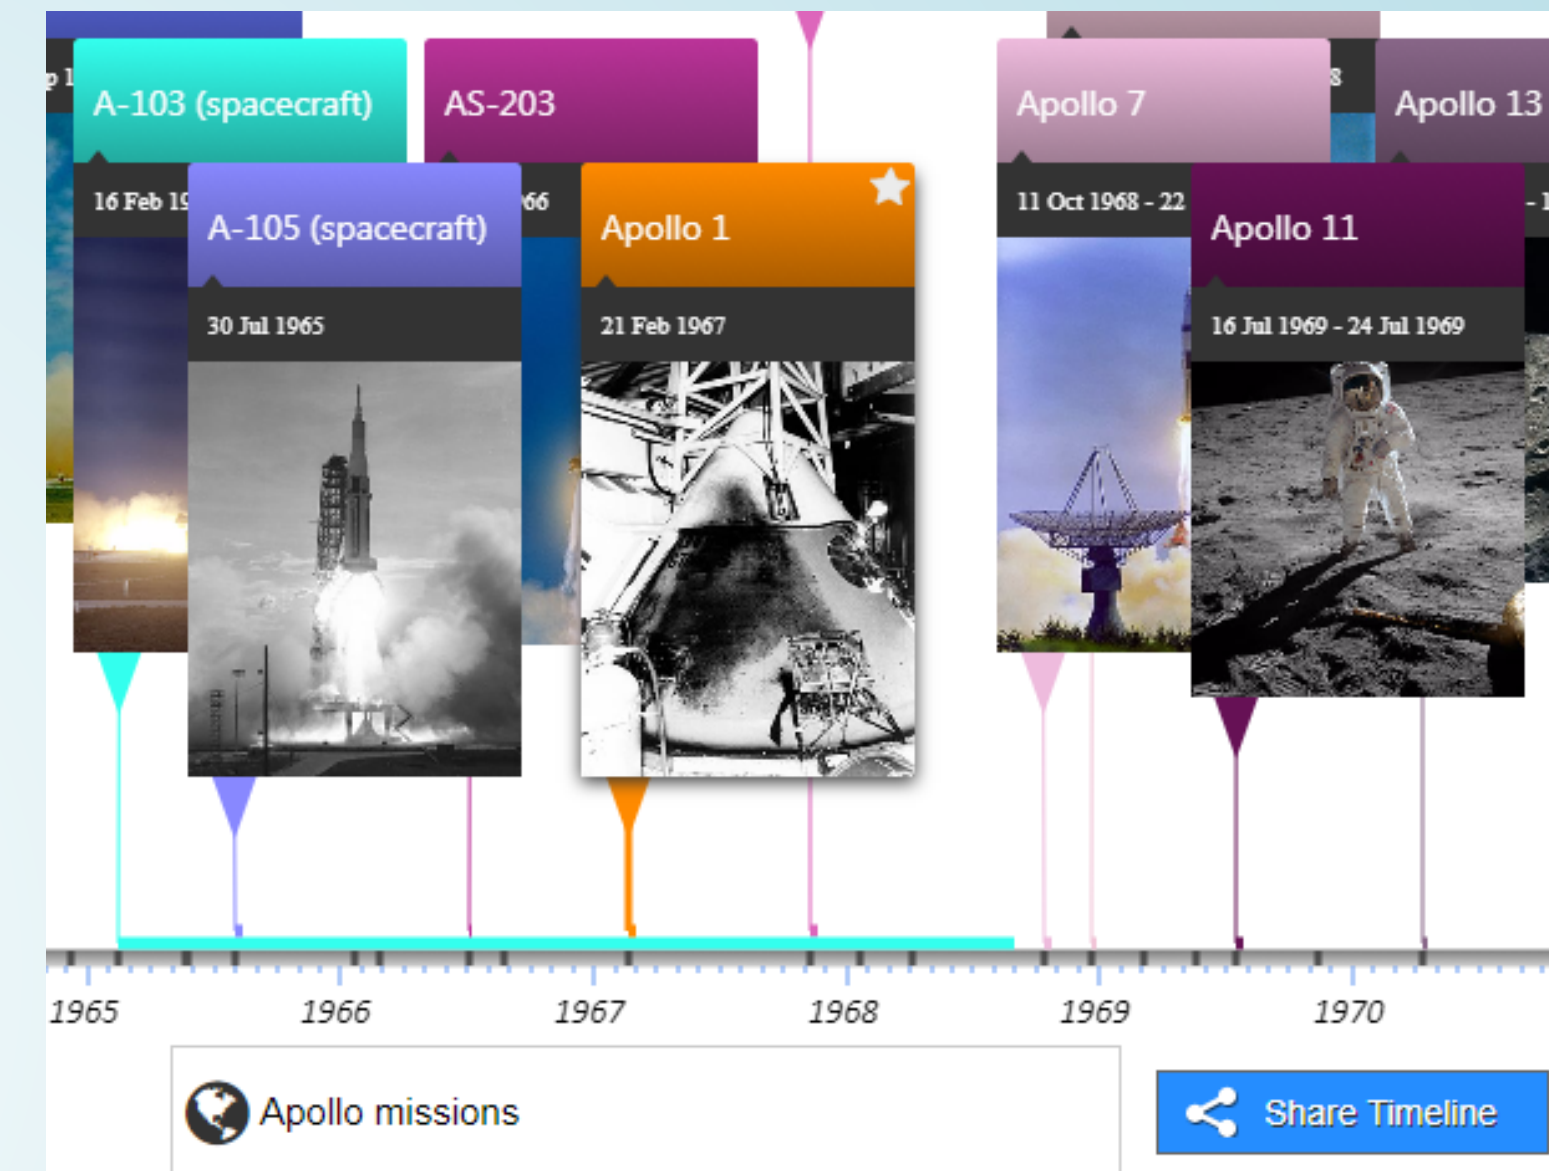 A-103 (spacecraft)
AS-203
Apollo 7
Apollo 13
16 Feb
11 Oct 1968 - 22
A-105 (spacecraft)
Apollo 1
Apollo 11
30 Jul 1965
21 Feb 1967
16 Jul 1969 - 24 Jul 1969
1965
1966
1967
1968
1969
1970
Apollo missions
Share Timeline